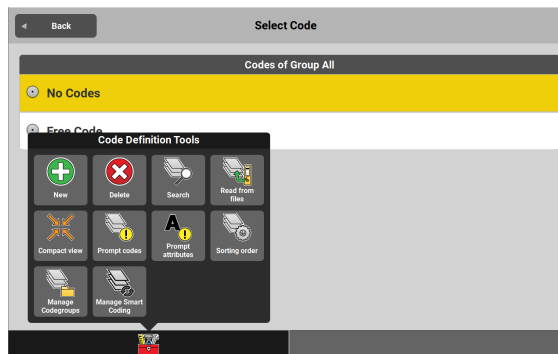 Back
Select Code
Codes of Group All
No Codes
Free Code
Code Definition Tools
New
Delete
Search
Read from
files
Compact view
Prompt codes
Prompt
attributes
Sorting order
Manage
Codegroups
Manage Smart
Coding